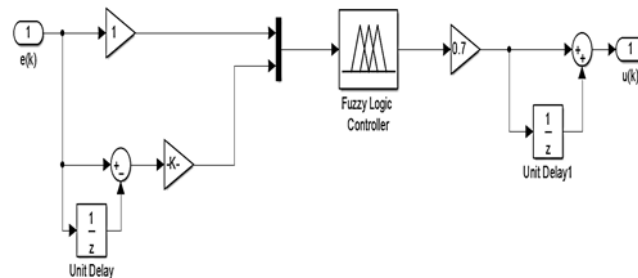 1
e(k)
1
Fuzzy Logic
Controller
0.7
+
+
1
u(k)
1
z
Unit Delay1
+
-
-K-
1
z
Unit Delay